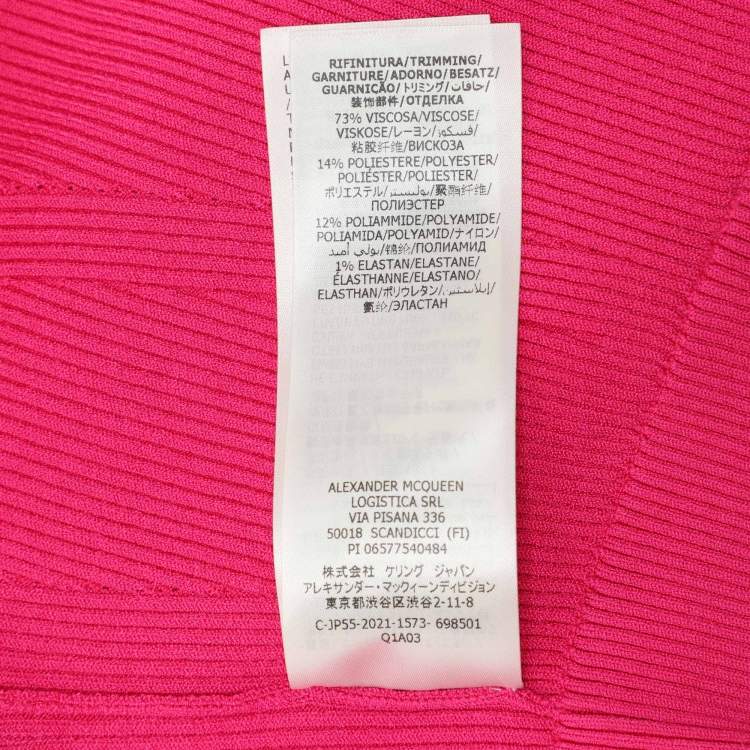 RIFINITURA/TRIMMING/
GARNITURE/ADORNO/BESATZ/
GUARNIÇÃO/トリミング/حافات/
装饰部件/ОТДЕЛКА
73% VISCOSA/VISCOSE/
VISKOSE/レーヨン/فسكوز/
粘胶纤维/ВИСКОЗА
14% POLIESTERE/POLYESTER/
POLIÉSTER/POLIESTER/
ポリエステル/بوليستر/聚酯纤维/
ПОЛИЭСТЕР
12% POLIAMMIDE/POLYAMIDE/
POLIAMIDA/POLYAMID/ナイロン/
بولي أميد/锦纶/ПОЛИАМИД
1% ELASTAN/ELASTANE/
ÉLASTHANNE/ELASTANO/
ELASTHAN/ポリウレタン/إيلاستين/
氨纶/ЭЛАСТАН
ALEXANDER MCQUEEN
LOGISTICA SRL
VIA PISANA 336
50018 SCANDICCI (FI)
PI 06577540484
株式会社 ケリング ジャパン
アレキサンダー・マックィーンディビジョン
東京都渋谷区渋谷2-11-8
C-JP55-2021-1573- 698501
Q1A03